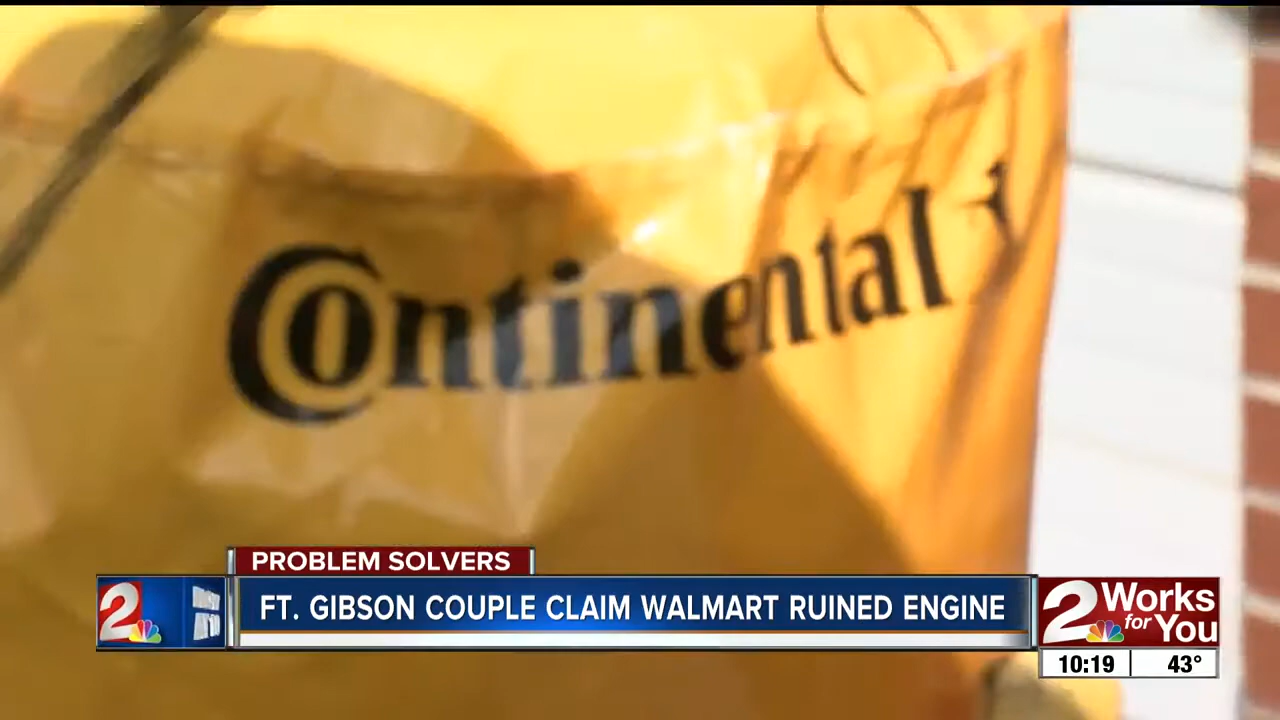 Continental
PROBLEM SOLVERS
2
FT. GIBSON COUPLE CLAIM WALMART RUINED ENGINE
2 Works
for You
10:19 43°